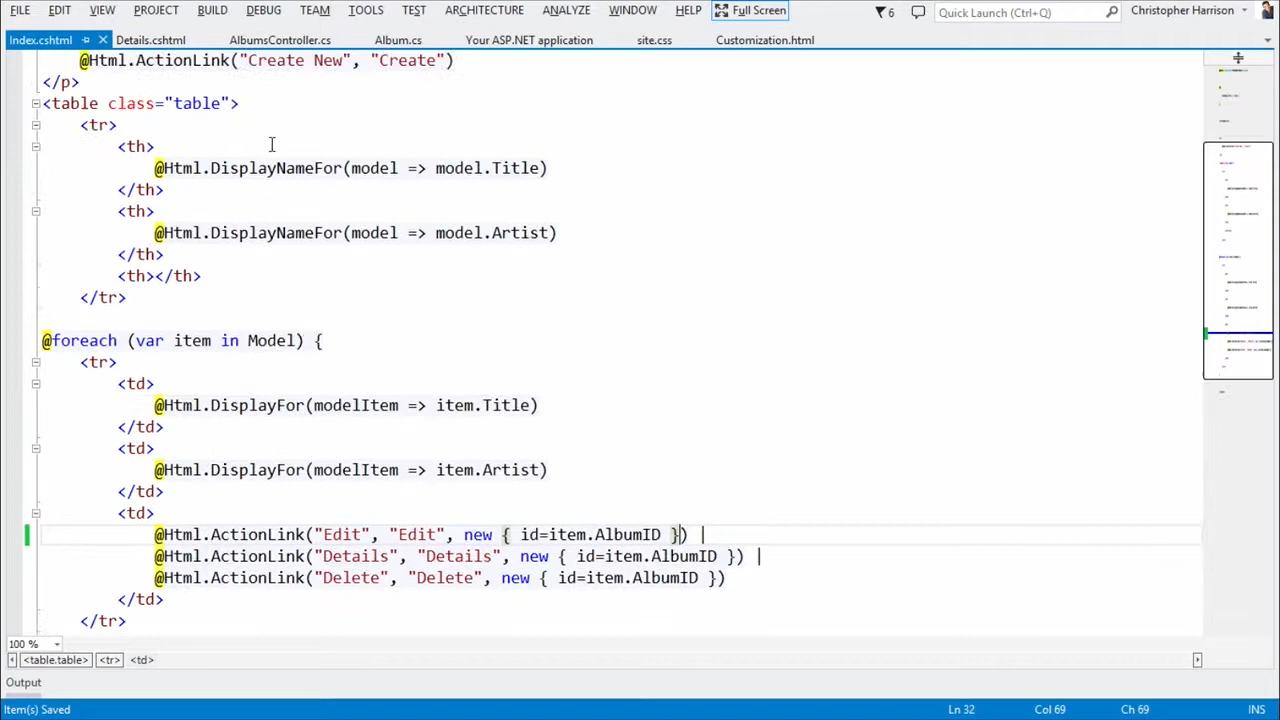 FILE EDIT VIEW PROJECT BUILD DEBUG TEAM TOOLS TEST ARCHITECTURE ANALYZE WINDOW HELP Full Screen 6 Quick Launch (Ctrl+Q) Christopher Harrison
Index.cshtml Details.cshtml AlbumsController.cs Album.cs Your ASP.NET application site.css Customization.html
@Html.ActionLink("Create New", "Create")
</p>
<table class="table">
<tr>
<th>
@Html.DisplayNameFor(model => model.Title)
</th>
<th>
@Html.DisplayNameFor(model => model.Artist)
</th>
<th></th>
</tr>
@foreach (var item in Model) {
<tr>
<td>
@Html.DisplayFor(modelItem => item.Title)
</td>
<td>
@Html.DisplayFor(modelItem => item.Artist)
</td>
<td>
@Html.ActionLink("Edit", "Edit", new { id=item.AlbumID }) |
@Html.ActionLink("Details", "Details", new { id=item.AlbumID }) |
@Html.ActionLink("Delete", "Delete", new { id=item.AlbumID })
</td>
</tr>
100 %
<table.table> <tr> <td>
Output
Item(s) Saved Ln 32 Col 69 Ch 69 INS